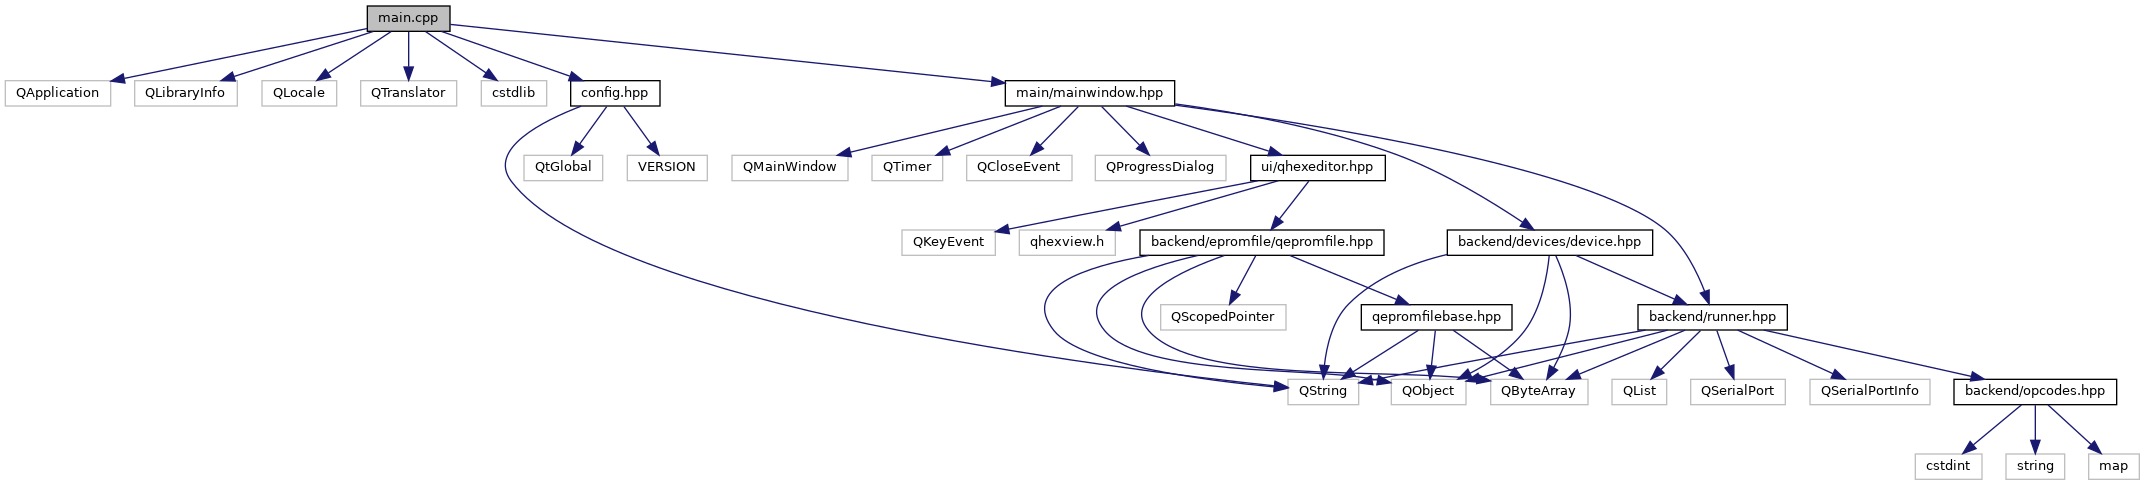 main.cpp
QApplication
QLibraryInfo
QLocale
QTranslator
cstdlib
config.hpp
main/mainwindow.hpp
QtGlobal
VERSION
QMainWindow
QTimer
QCloseEvent
QProgressDialog
ui/qhexeditor.hpp
QKeyEvent
qhexview.h
backend/epromfile/qepromfile.hpp
backend/devices/device.hpp
QScopedPointer
qepromfilebase.hpp
backend/runner.hpp
QString
QObject
QByteArray
QList
QSerialPort
QSerialPortInfo
backend/opcodes.hpp
cstdint
string
map